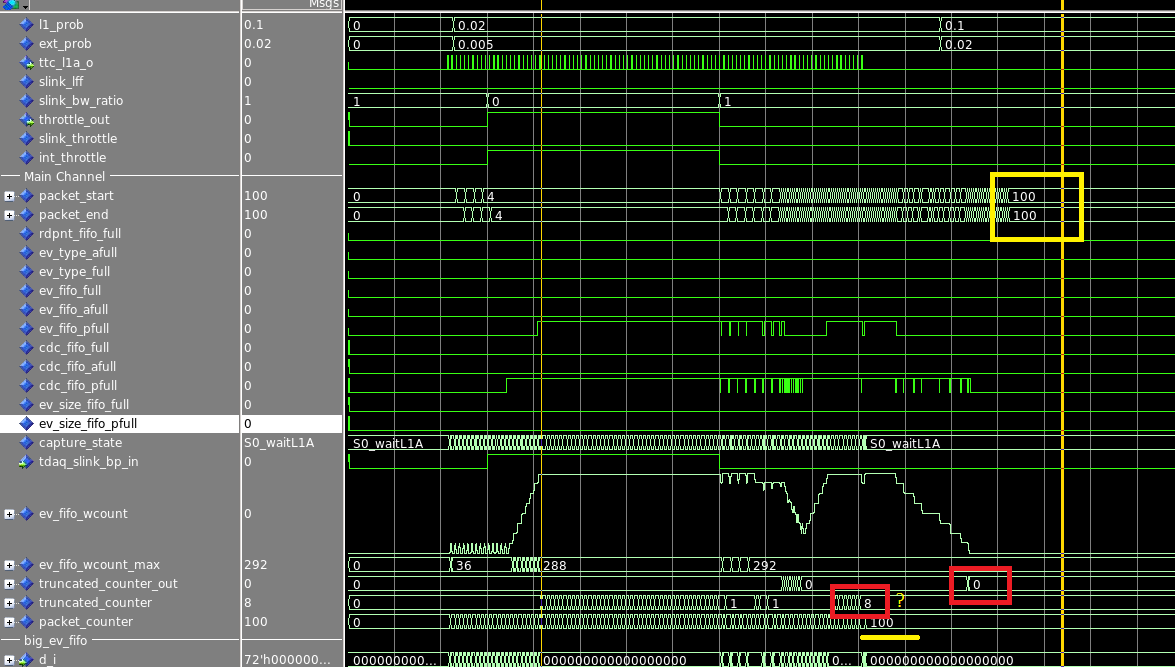 Msgs
l1_prob 0.1 0 0.02 0.1
ext_prob 0.02 0 0.005 0.02
ttc_l1a_o 0
slink_lff 0
slink_bw_ratio 1 1 0 1
throttle_out 0
slink_throttle 0
int_throttle 0
Main Channel
packet_start 100 0 4 100
packet_end 100 0 4 100
rdpnt_fifo_full 0
ev_type_afull 0
ev_type_full 0
ev_fifo_full 0
ev_fifo_afull 0
ev_fifo_pfull 0
cdc_fifo_full 0
cdc_fifo_afull 0
cdc_fifo_pfull 0
ev_size_fifo_full 0
ev_size_fifo_pfull 0
capture_state S0_waitL1A S0_waitL1A S0_waitL1A
tdaq_slink_bp_in 0
ev_fifo_wcount 0
ev_fifo_wcount_max 292 0 36 288 292
truncated_counter_out 0 0 0 0
truncated_counter 8 0 1 1 8 ?
packet_counter 100 0 100
big_ev_fifo
d_i 72'h000000... 000000000... 000000000000000000 0... 000000000000000000